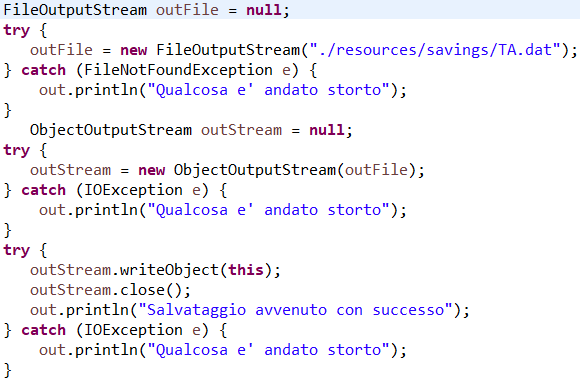 FileOutputStream outFile = null;
try {
outFile = new FileOutputStream("./resources/savings/TA.dat");
} catch (FileNotFoundException e) {
out.println("Qualcosa e' andato storto");
}
ObjectOutputStream outStream = null;
try {
outStream = new ObjectOutputStream(outFile);
} catch (IOException e) {
out.println("Qualcosa e' andato storto");
}
try {
outStream.writeObject(this);
outStream.close();
out.println("Salvataggio avvenuto con successo");
} catch (IOException e) {
out.println("Qualcosa e' andato storto");
}